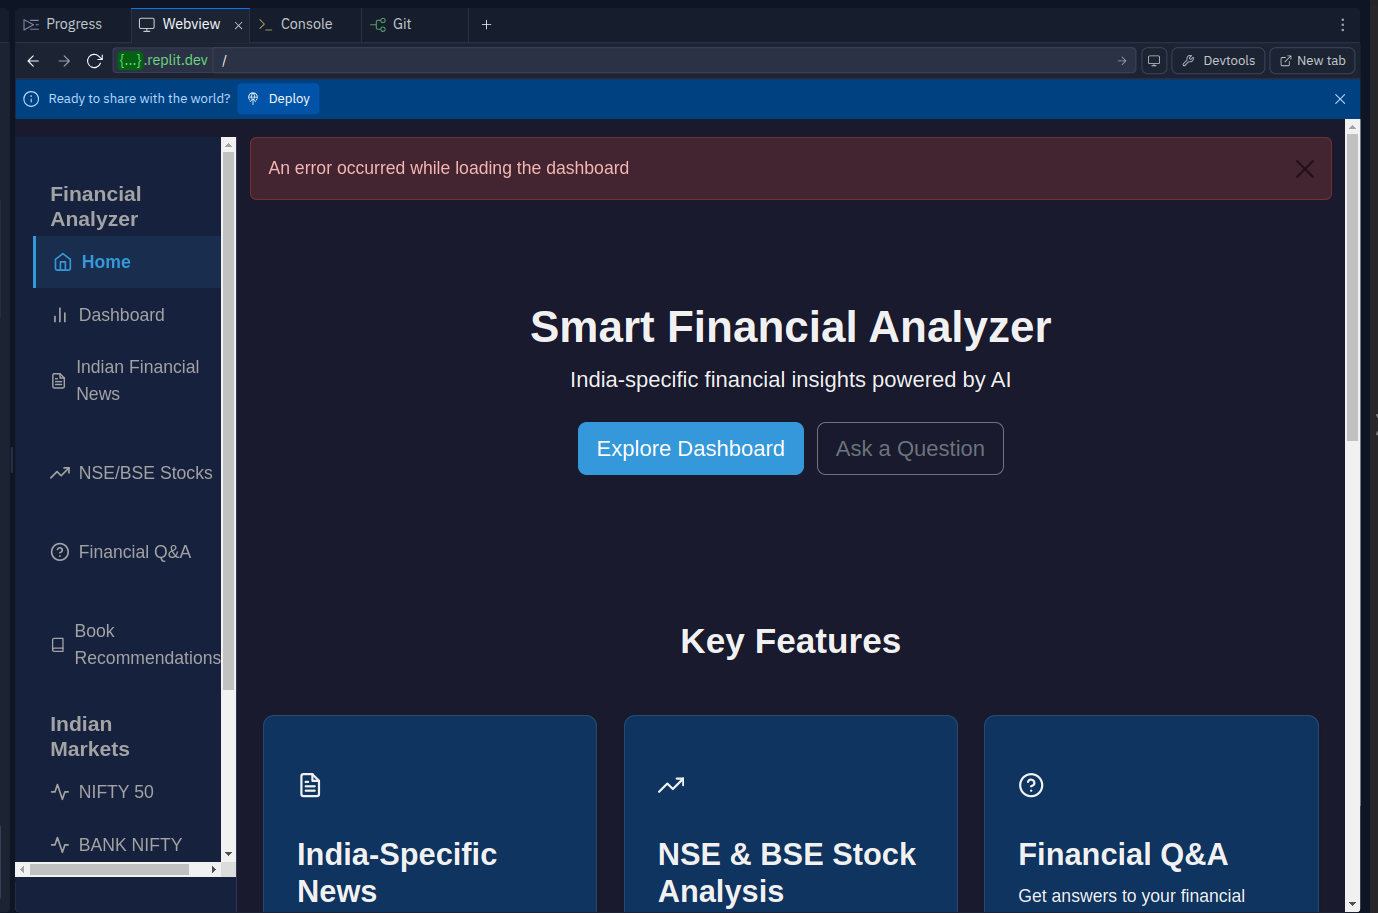 Progress
Webview
Console
Git
{...}.replit.dev
/
Devtools
New tab
Ready to share with the world?
Deploy
An error occurred while loading the dashboard
Financial
Analyzer
Home
Dashboard
Indian Financial
News
NSE/BSE Stocks
Financial Q&A
Book
Recommendations
Indian
Markets
NIFTY 50
BANK NIFTY
Smart Financial Analyzer
India-specific financial insights powered by AI
Explore Dashboard
Ask a Question
Key Features
India-Specific
News
NSE & BSE Stock
Analysis
Financial Q&A
Get answers to your financial